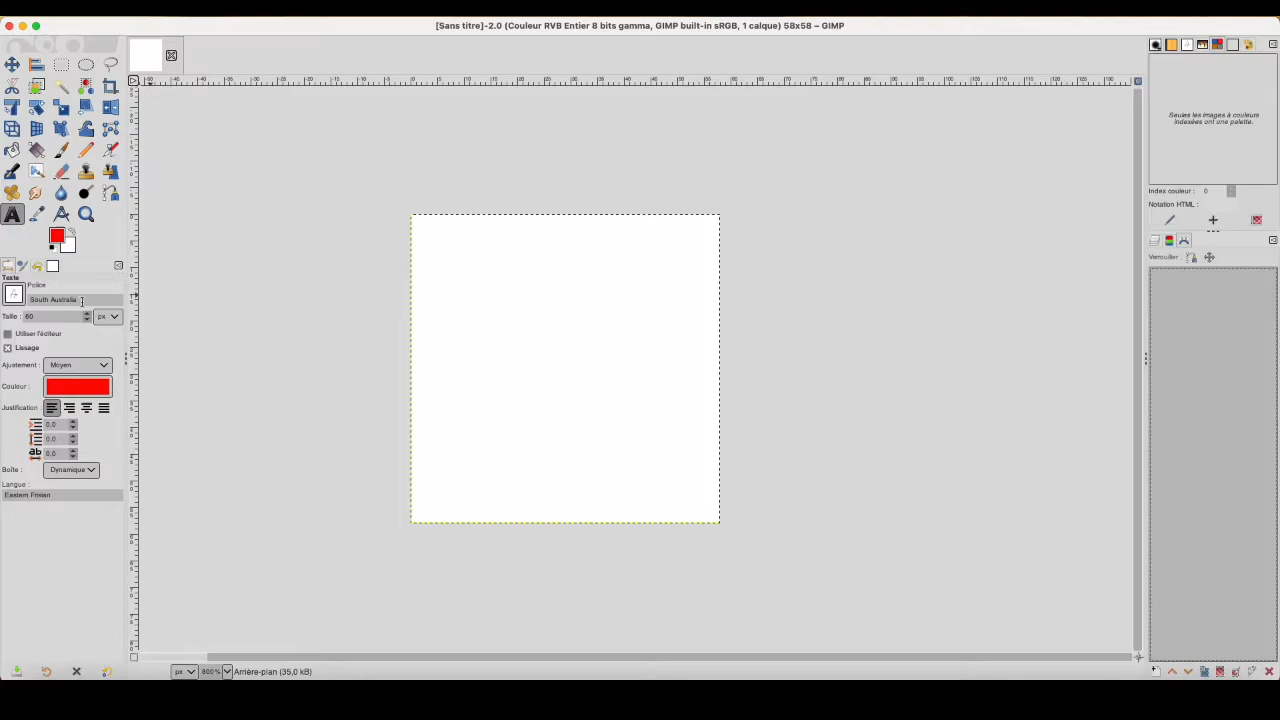 [Sans titre]-2.0 (Couleur RVB Entier 8 bits gamma, GIMP built-in sRGB, 1 calque) 58x58 – GIMP
Seules les images à couleurs
indexées ont une palette.
Index couleur : 0
Notation HTML :
Verrouiller :
Texte
Police
South Australia
Taille : 60 px
Utiliser l'éditeur
Lissage
Ajustement : Moyen
Couleur :
Justification :
0.0
0.0
ab 0.0
Boîte : Dynamique
Langue :
Eastern Frisian
px 800% Arrière-plan (35,0 kB)